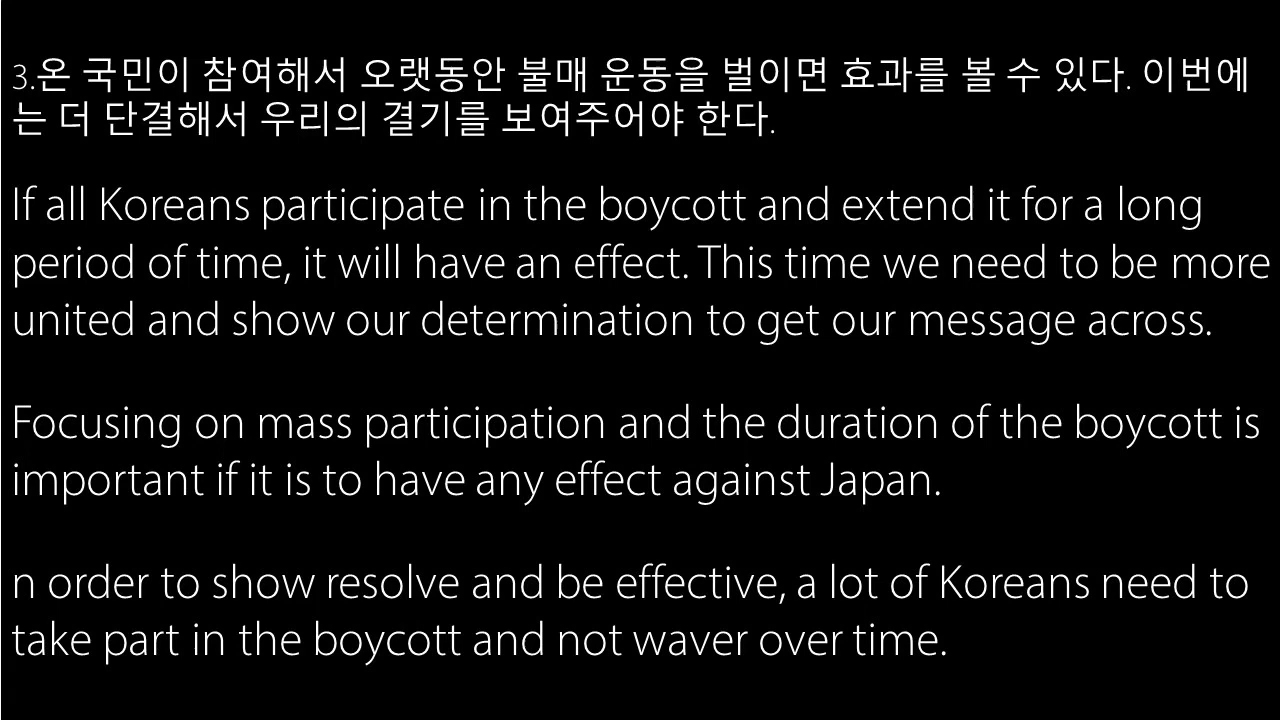 3.온 국민이 참여해서 오랫동안 불매 운동을 벌이면 효과를 볼 수 있다. 이번에
는 더 단결해서 우리의 결기를 보여주어야 한다.
If all Koreans participate in the boycott and extend it for a long
period of time, it will have an effect. This time we need to be more
united and show our determination to get our message across.
Focusing on mass participation and the duration of the boycott is
important if it is to have any effect against Japan.
n order to show resolve and be effective, a lot of Koreans need to
take part in the boycott and not waver over time.